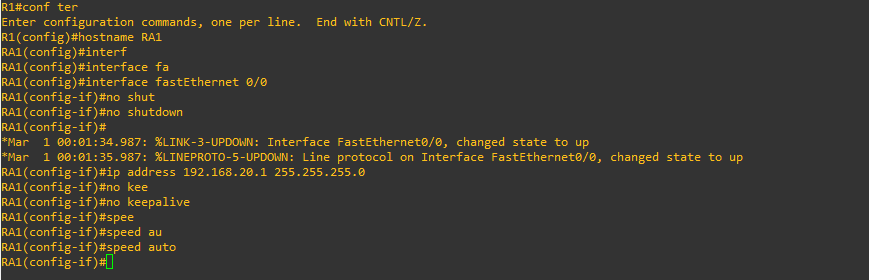 R1#conf ter
Enter configuration commands, one per line.  End with CNTL/Z.
R1(config)#hostname RA1
RA1(config)#interf
RA1(config)#interface fa
RA1(config)#interface fastEthernet 0/0
RA1(config-if)#no shut
RA1(config-if)#no shutdown
RA1(config-if)#
*Mar  1 00:01:34.987: %LINK-3-UPDOWN: Interface FastEthernet0/0, changed state to up
*Mar  1 00:01:35.987: %LINEPROTO-5-UPDOWN: Line protocol on Interface FastEthernet0/0, changed state to up
RA1(config-if)#ip address 192.168.20.1 255.255.255.0
RA1(config-if)#no kee
RA1(config-if)#no keepalive
RA1(config-if)#spee
RA1(config-if)#speed au
RA1(config-if)#speed auto
RA1(config-if)#